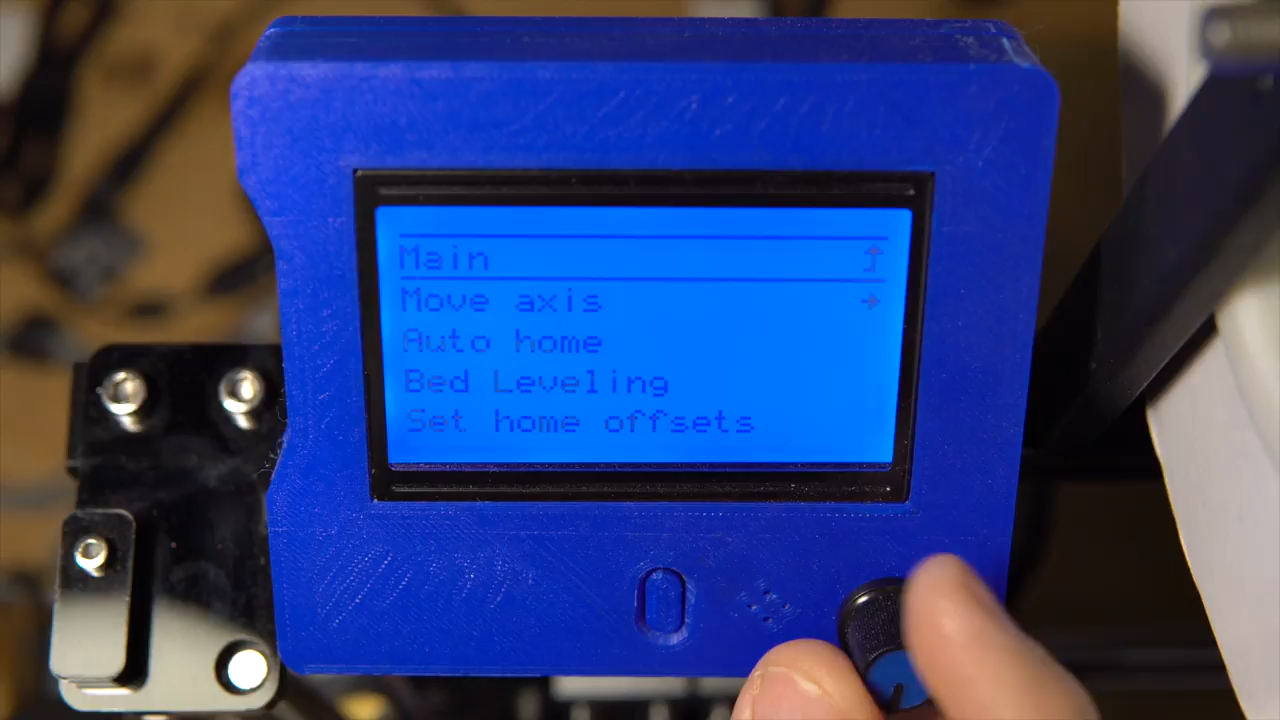 Main
Move axis
Auto home
Bed Leveling
Set home offsets